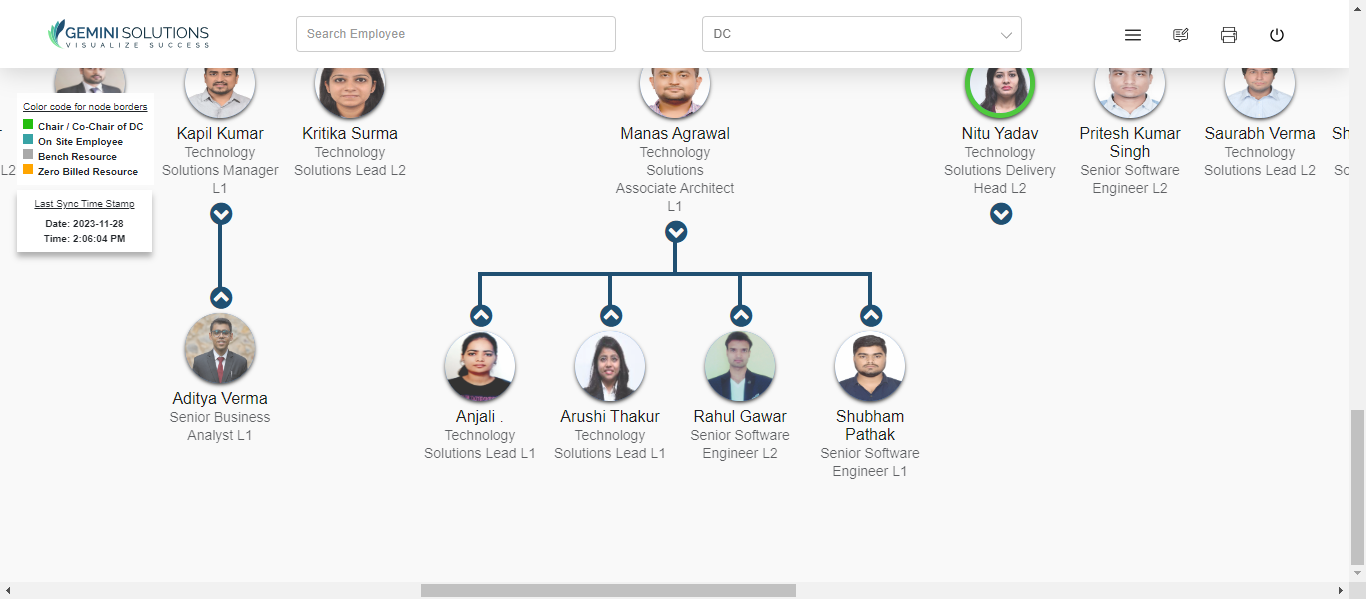 GEMINI SOLUTIONS
VISUALIZE SUCCESS
Search Employee
DC
Color code for node borders
Chair / Co-Chair of DC
On Site Employee
Bench Resource
Zero Billed Resource
Last Sync Time Stamp
Date: 2023-11-28
Time: 2:06:04 PM
L2
Kapil Kumar
Technology
Solutions Manager
L1
Kritika Surma
Technology
Solutions Lead L2
Manas Agrawal
Technology
Solutions
Associate Architect
L1
Nitu Yadav
Technology
Solutions Delivery
Head L2
Pritesh Kumar
Singh
Senior Software
Engineer L2
Saurabh Verma
Technology
Solutions Lead L2
Aditya Verma
Senior Business
Analyst L1
Anjali .
Technology
Solutions Lead L1
Arushi Thakur
Technology
Solutions Lead L1
Rahul Gawar
Senior Software
Engineer L2
Shubham
Pathak
Senior Software
Engineer L1